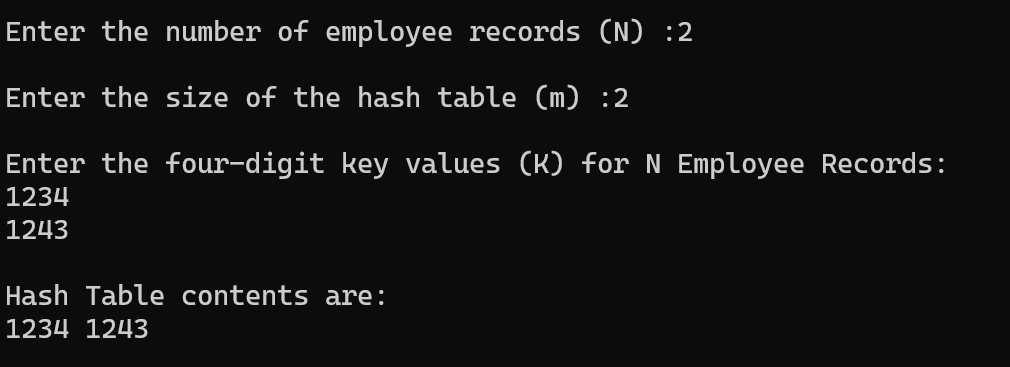 Enter the number of employee records (N) :2
Enter the size of the hash table (m) :2
Enter the four-digit key values (K) for N Employee Records:
1234
1243
Hash Table contents are:
1234 1243